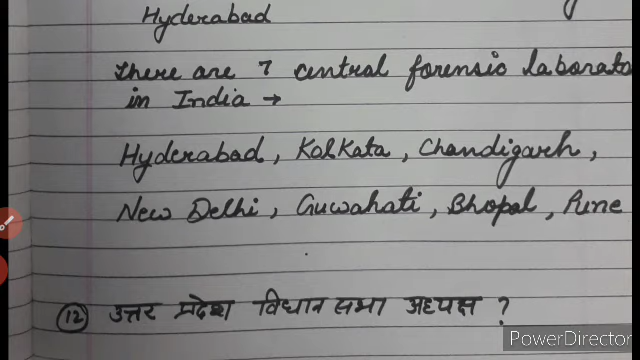 Hyderabad
There are 7 central forensic laborato
in India →
Hyderabad, Kolkata, Chandigarh,
New Delhi, Guwahati, Bhopal, Pune
(12) उत्तर प्रदेश विधान सभा अध्यक्ष ?
PowerDirector